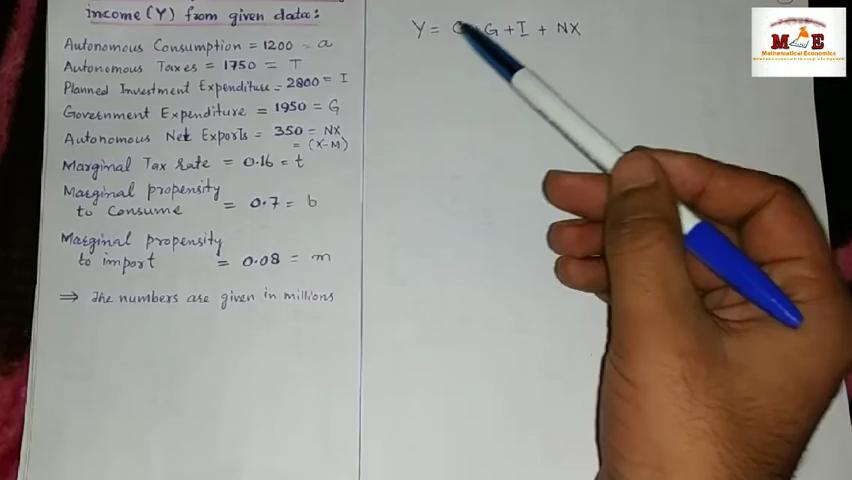 income (Y) from given data:
Autonomous Consumption = 1200 = a
Autonomous Taxes = 1750 = T
Planned Investment Expenditure = 2800 = I
Government Expenditure = 1950 = G
Autonomous Net Exports = 350 = NX
= (X-M)
Marginal Tax rate = 0.16 = t
Marginal propensity
to Consume = 0.7 = b
Marginal propensity
to import = 0.08 = m
⇒ The numbers are given in millions
Y = C G + I + NX
MJE
Mathematical Economics